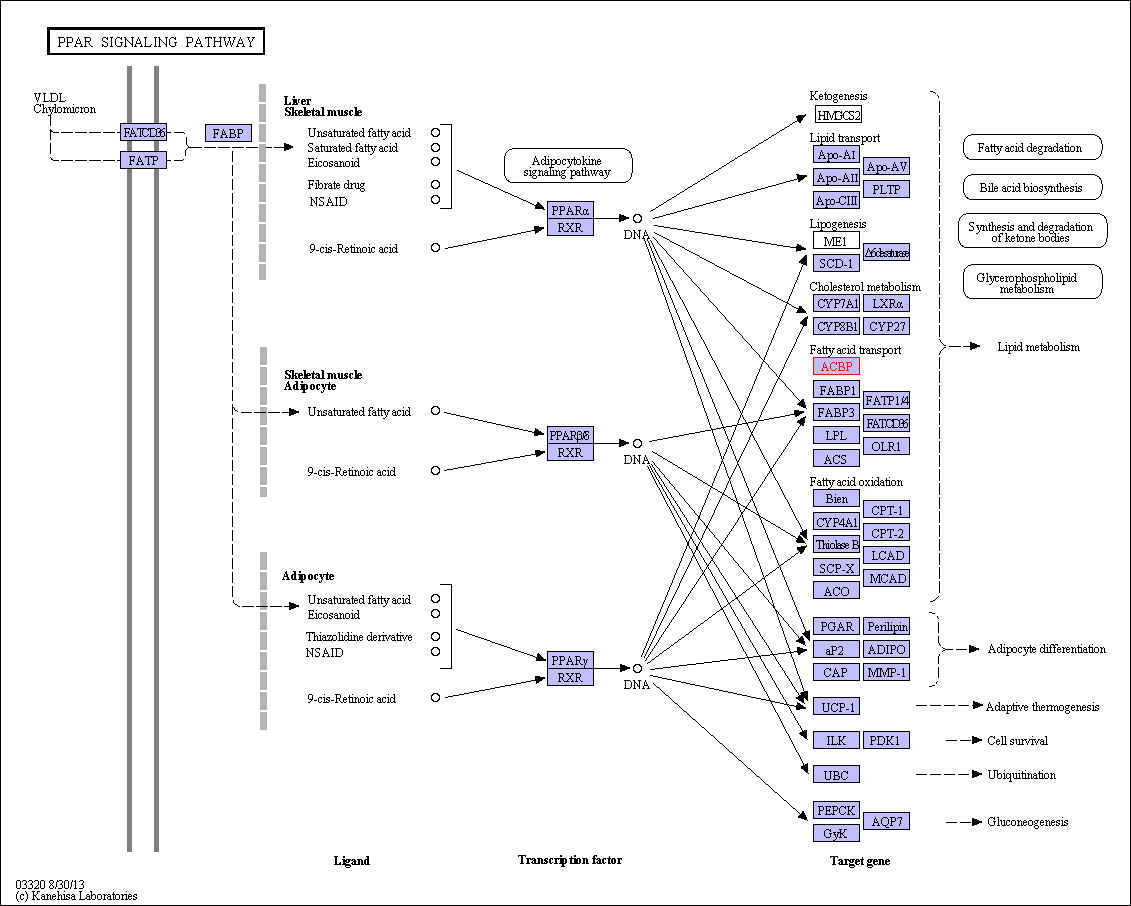 PPAR SIGNALING PATHWAY
VLDL
Chylomicron
FATCD36
FATP
FABP
Liver
Skeletal muscle
Unsaturated fatty acid
Saturated fatty acid
Eicosanoid
Fibrate drug
NSAID
9-cis-Retinoic acid
Adipocytokine
signaling pathway
PPARα
RXR
DNA
Skeletal muscle
Adipocyte
Unsaturated fatty acid
9-cis-Retinoic acid
PPARβ/δ
RXR
DNA
Adipocyte
Unsaturated fatty acid
Eicosanoid
Thiazolidine derivative
NSAID
9-cis-Retinoic acid
PPARγ
RXR
DNA
Ketogenesis
HMGCS2
Lipid transport
Apo-AI
Apo-AV
Apo-AII
PLTP
Apo-CIII
Lipogenesis
ME1
Δ6desaturase
SCD-1
Cholesterol metabolism
CYP7A1
LXRα
CYP8B1
CYP27
Fatty acid transport
ACBP
FABP1
FATP1/4
FABP3
FATCD36
LPL
OLR1
ACS
Fatty acid oxidation
Bien
CPT-1
CYP4A1
CPT-2
Thiolase B
LCAD
SCP-X
MCAD
ACO
PGAR
Perilipin
aP2
ADIPO
CAP
MMP-1
UCP-1
ILK
PDK1
UBC
PEPCK
AQP7
GyK
Fatty acid degradation
Bile acid biosynthesis
Synthesis and degradation
of ketone bodies
Glycerophospholipid
metabolism
Lipid metabolism
Adipocyte differentiation
Adaptive thermogenesis
Cell survival
Ubiquitination
Gluconeogenesis
Ligand
Transcription factor
Target gene
03320 8/30/13
(c) Kanehisa Laboratories